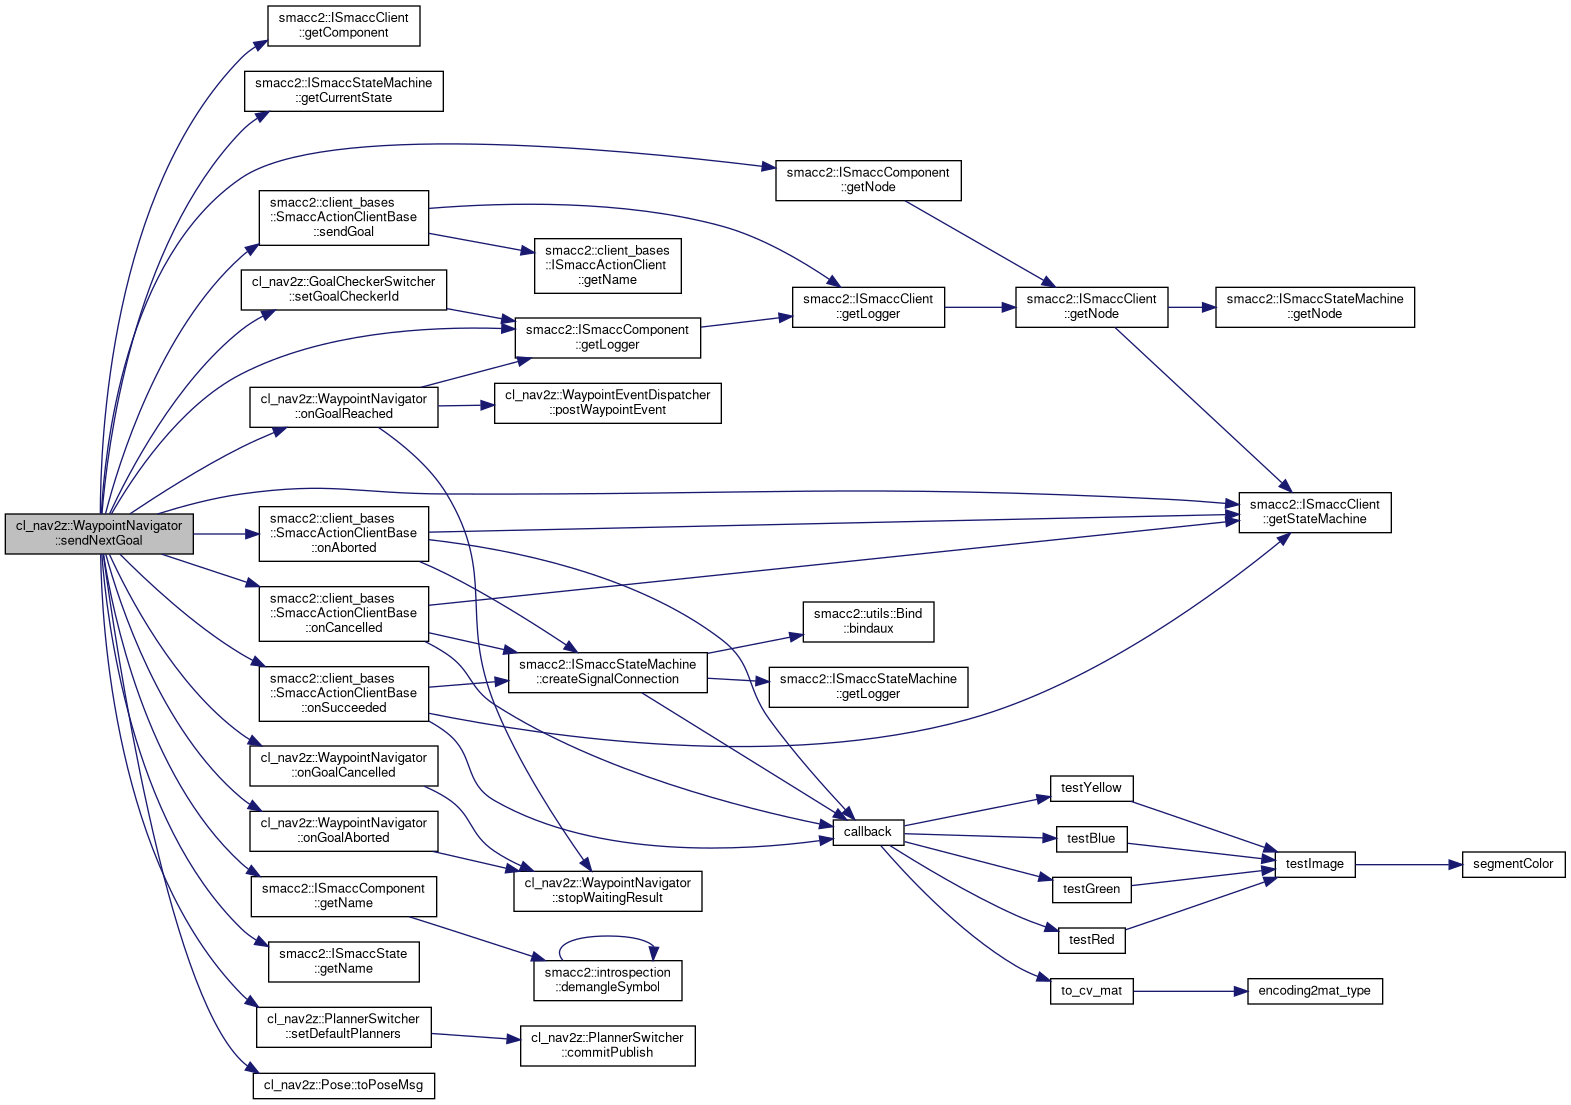 smacc2::ISmaccClient
::getComponent
smacc2::ISmaccStateMachine
::getCurrentState
smacc2::ISmaccComponent
::getNode
smacc2::client_bases
::SmaccActionClientBase
::sendGoal
smacc2::client_bases
::ISmaccActionClient
::getName
cl_nav2z::GoalCheckerSwitcher
::setGoalCheckerId
smacc2::ISmaccClient
::getLogger
smacc2::ISmaccClient
::getNode
smacc2::ISmaccStateMachine
::getNode
smacc2::ISmaccComponent
::getLogger
cl_nav2z::WaypointNavigator
::onGoalReached
cl_nav2z::WaypointEventDispatcher
::postWaypointEvent
smacc2::ISmaccClient
::getStateMachine
cl_nav2z::WaypointNavigator
::sendNextGoal
smacc2::client_bases
::SmaccActionClientBase
::onAborted
smacc2::client_bases
::SmaccActionClientBase
::onCancelled
smacc2::utils::Bind
::bindaux
smacc2::ISmaccStateMachine
::createSignalConnection
smacc2::ISmaccStateMachine
::getLogger
smacc2::client_bases
::SmaccActionClientBase
::onSucceeded
cl_nav2z::WaypointNavigator
::onGoalCancelled
testYellow
cl_nav2z::WaypointNavigator
::onGoalAborted
callback
testBlue
testImage
segmentColor
cl_nav2z::WaypointNavigator
::stopWaitingResult
testGreen
smacc2::ISmaccComponent
::getName
testRed
smacc2::ISmaccState
::getName
smacc2::introspection
::demangleSymbol
to_cv_mat
encoding2mat_type
cl_nav2z::PlannerSwitcher
::setDefaultPlanners
cl_nav2z::PlannerSwitcher
::commitPublish
cl_nav2z::Pose::toPoseMsg